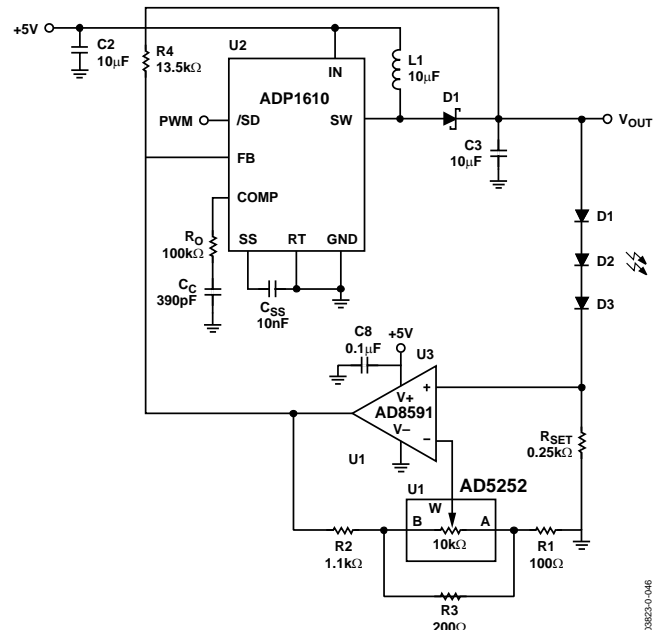 +5V
C2
10μF
R4
13.5kΩ
U2
IN
ADP1610
L1
10μF
D1
VOUT
PWM
/SD
SW
C3
10μF
FB
COMP
RO
100kΩ
SS
RT
GND
CC
390pF
CSS
10nF
D1
D2
D3
C8
0.1μF
+5V
U3
+
V+
AD8591
V–
–
U1
RSET
0.25kΩ
U1
AD5252
W
B
A
10kΩ
R2
1.1kΩ
R1
100Ω
R3
200Ω
03823-0-046